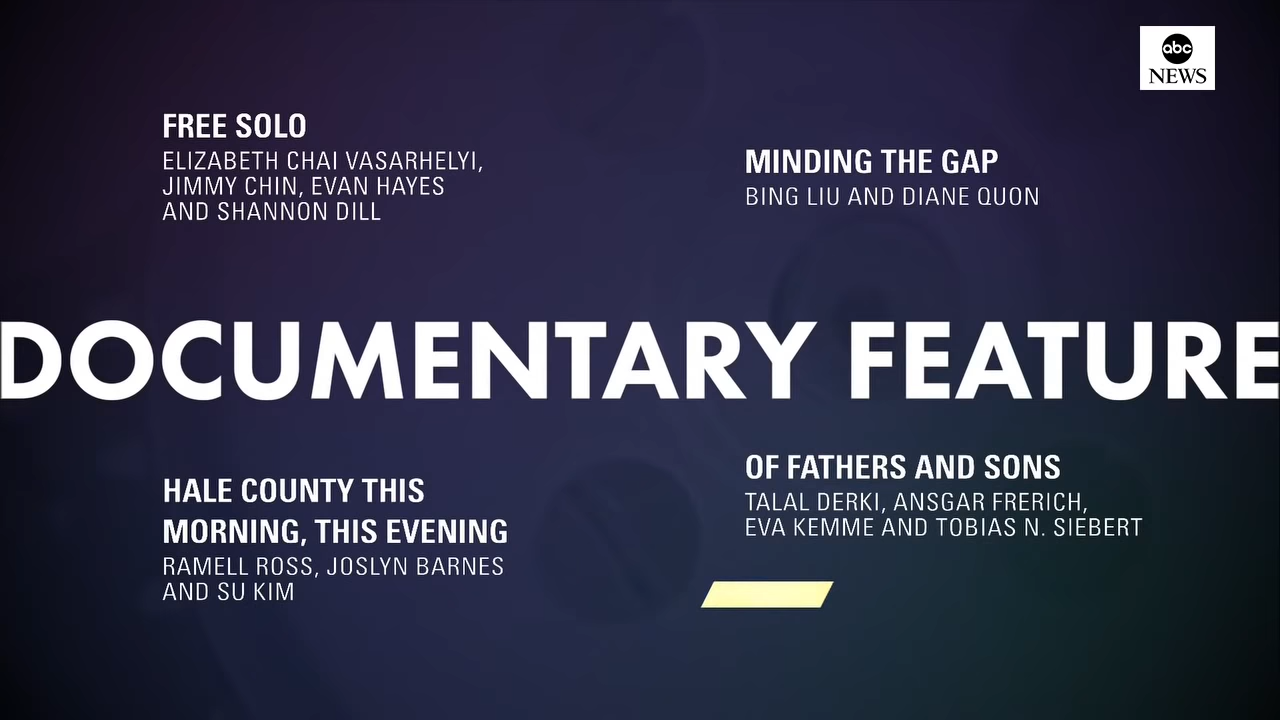 abc
NEWS
FREE SOLO
ELIZABETH CHAI VASARHELYI,
JIMMY CHIN, EVAN HAYES
AND SHANNON DILL
MINDING THE GAP
BING LIU AND DIANE QUON
DOCUMENTARY FEATURE
HALE COUNTY THIS
MORNING, THIS EVENING
RAMELL ROSS, JOSLYN BARNES
AND SU KIM
OF FATHERS AND SONS
TALAL DERKI, ANSGAR FRERICH,
EVA KEMME AND TOBIAS N. SIEBERT